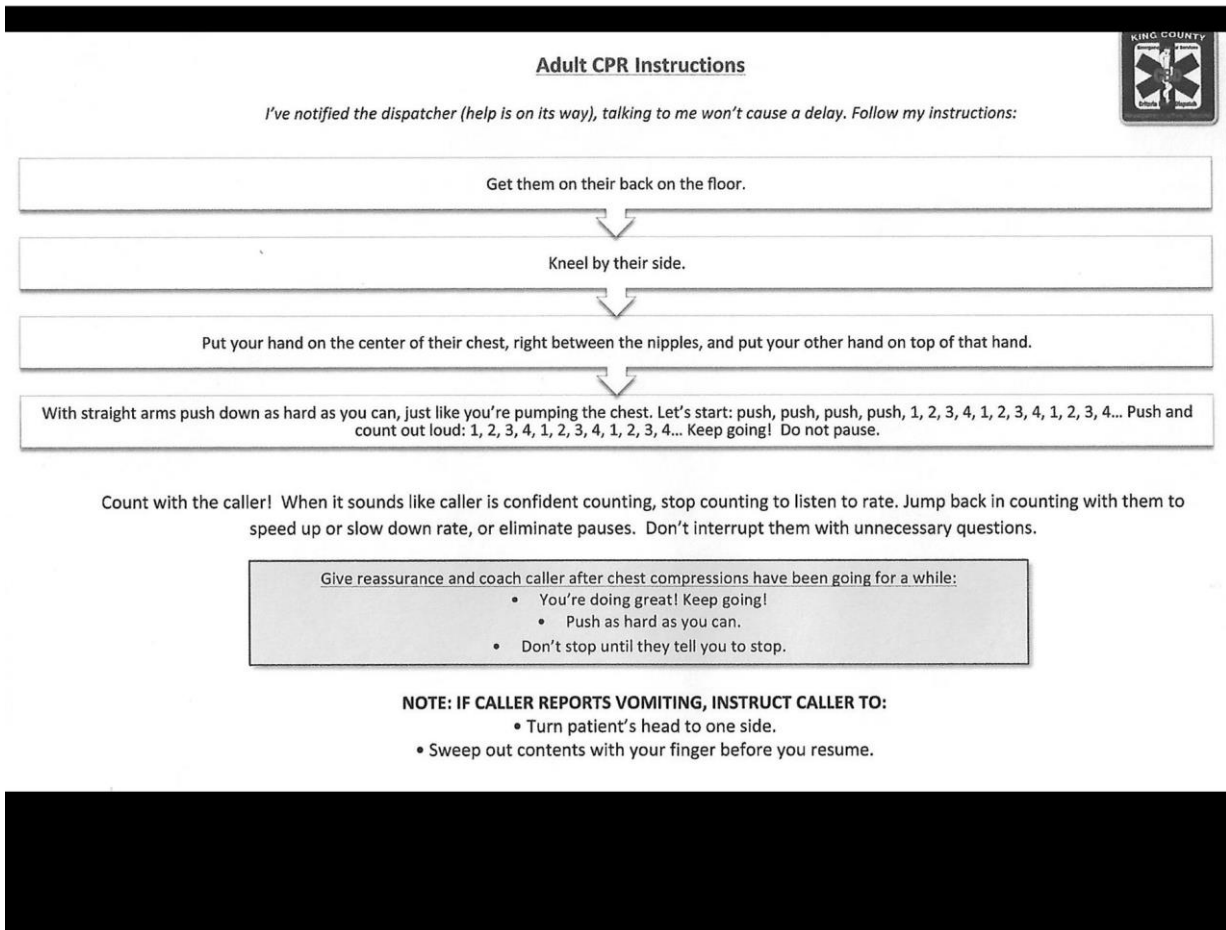 KING COUNTY
Adult CPR Instructions
I've notified the dispatcher (help is on its way), talking to me won't cause a delay. Follow my instructions:
Get them on their back on the floor.
Kneel by their side.
Put your hand on the center of their chest, right between the nipples, and put your other hand on top of that hand.
With straight arms push down as hard as you can, just like you're pumping the chest. Let's start: push, push, push, push, 1, 2, 3, 4, 1, 2, 3, 4, 1, 2, 3, 4... Push and
count out loud: 1, 2, 3, 4, 1, 2, 3, 4, 1, 2, 3, 4... Keep going! Do not pause.
Count with the caller! When it sounds like caller is confident counting, stop counting to listen to rate. Jump back in counting with them to
speed up or slow down rate, or eliminate pauses. Don't interrupt them with unnecessary questions.
Give reassurance and coach caller after chest compressions have been going for a while:
• You're doing great! Keep going!
• Push as hard as you can.
• Don't stop until they tell you to stop.
NOTE: IF CALLER REPORTS VOMITING, INSTRUCT CALLER TO:
• Turn patient's head to one side.
• Sweep out contents with your finger before you resume.